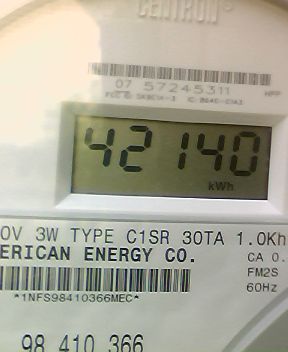 CENTRON
07 57245311
HPP
42140
kWh
0V 3W TYPE C1SR 30TA 1.0Kh
ERICAN ENERGY CO.
CA 0.
FM2S
60Hz
*1NFS98410366MEC*
98 410 366